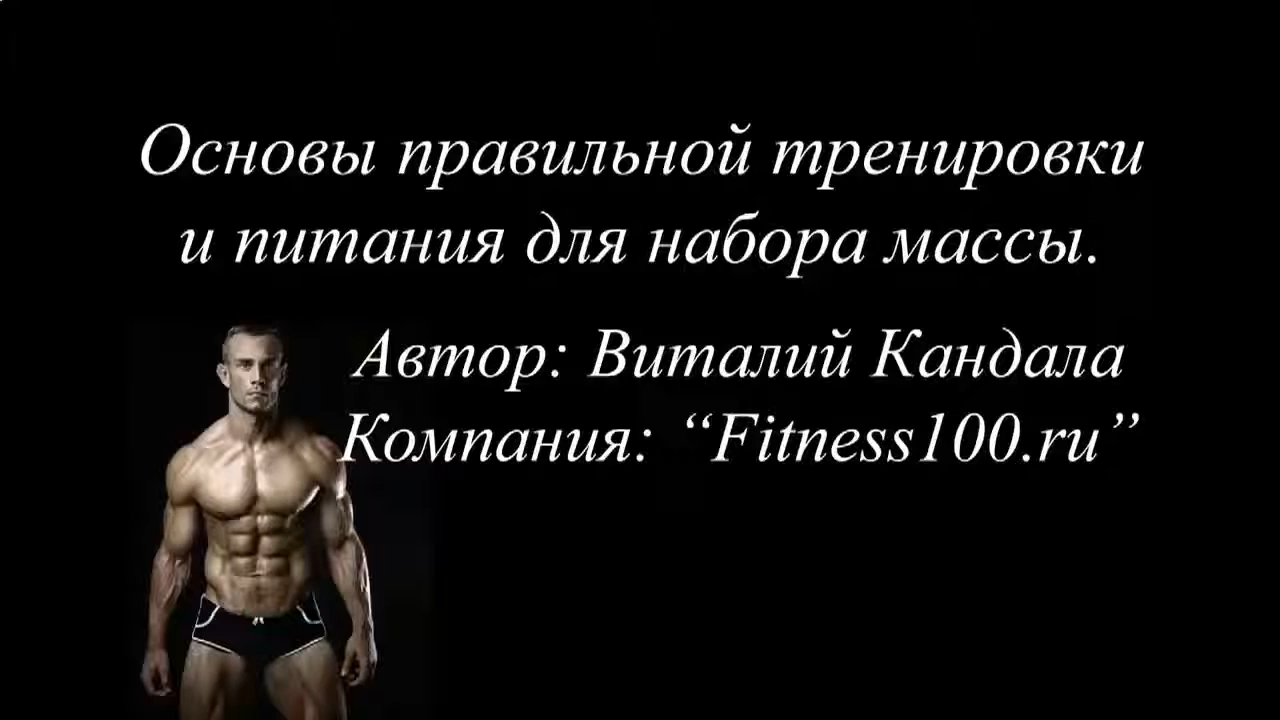 Основы правильной тренировки
и питания для набора массы.
Автор: Виталий Кандала
Компания: “Fitness100.ru”